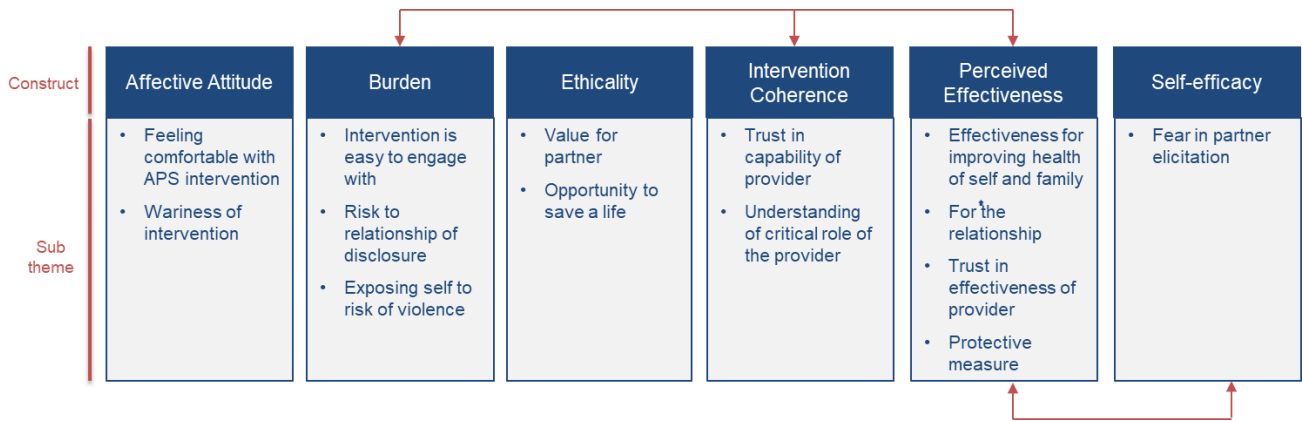 Construct
Affective Attitude
Burden
Ethicality
Intervention
Coherence
Perceived
Effectiveness
Self-efficacy
Sub
theme
• Feeling
comfortable with
APS intervention
• Wariness of
intervention
• Intervention is
easy to engage
with
• Risk to
relationship of
disclosure
• Exposing self to
risk of violence
• Value for
partner
• Opportunity to
save a life
• Trust in
capability of
provider
• Understanding
of critical role of
the provider
• Effectiveness for
improving health
of self and family
• For the
relationship
• Trust in
effectiveness of
provider
• Protective
measure
• Fear in partner
elicitation